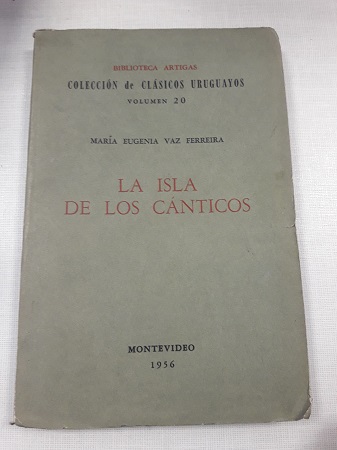 BIBLIOTECA ARTIGAS
COLECCIÓN de CLÁSICOS URUGUAYOS
VOLUMEN 20
MARÍA EUGENIA VAZ FERREIRA
LA ISLA
DE LOS CÁNTICOS
MONTEVIDEO
1956